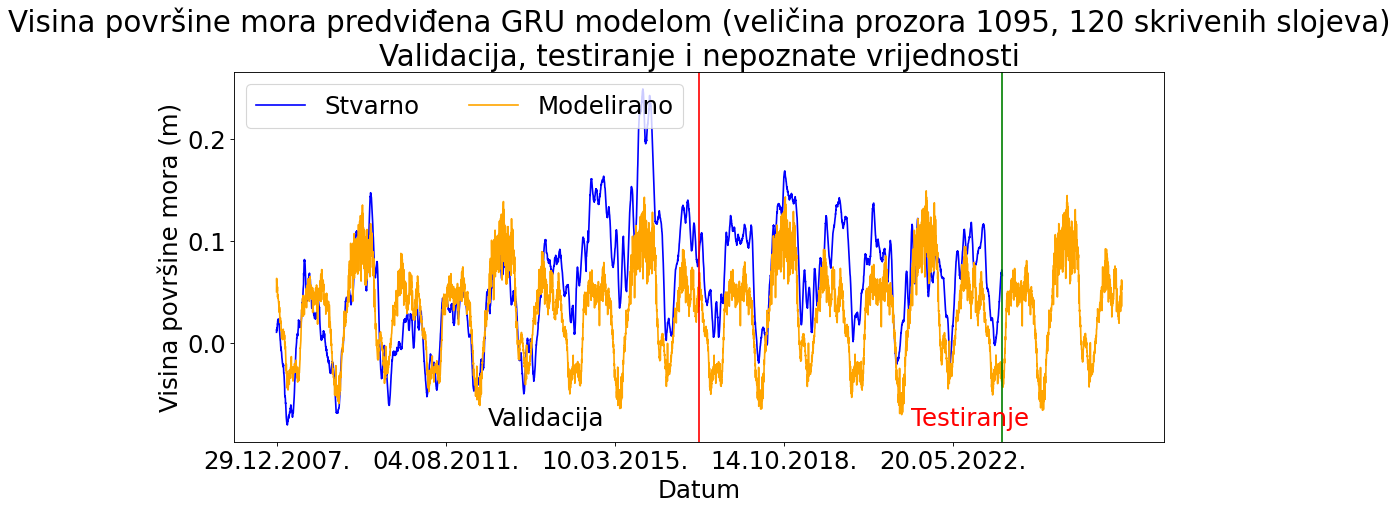 Visina površine mora predviđena GRU modelom (veličina prozora 1095, 120 skrivenih slojeva)
Validacija, testiranje i nepoznate vrijednosti
Stvarno
Modelirano
Visina površine mora (m)
0.2
0.1
0.0
Validacija
Testiranje
29.12.2007.
04.08.2011.
10.03.2015.
14.10.2018.
20.05.2022.
Datum